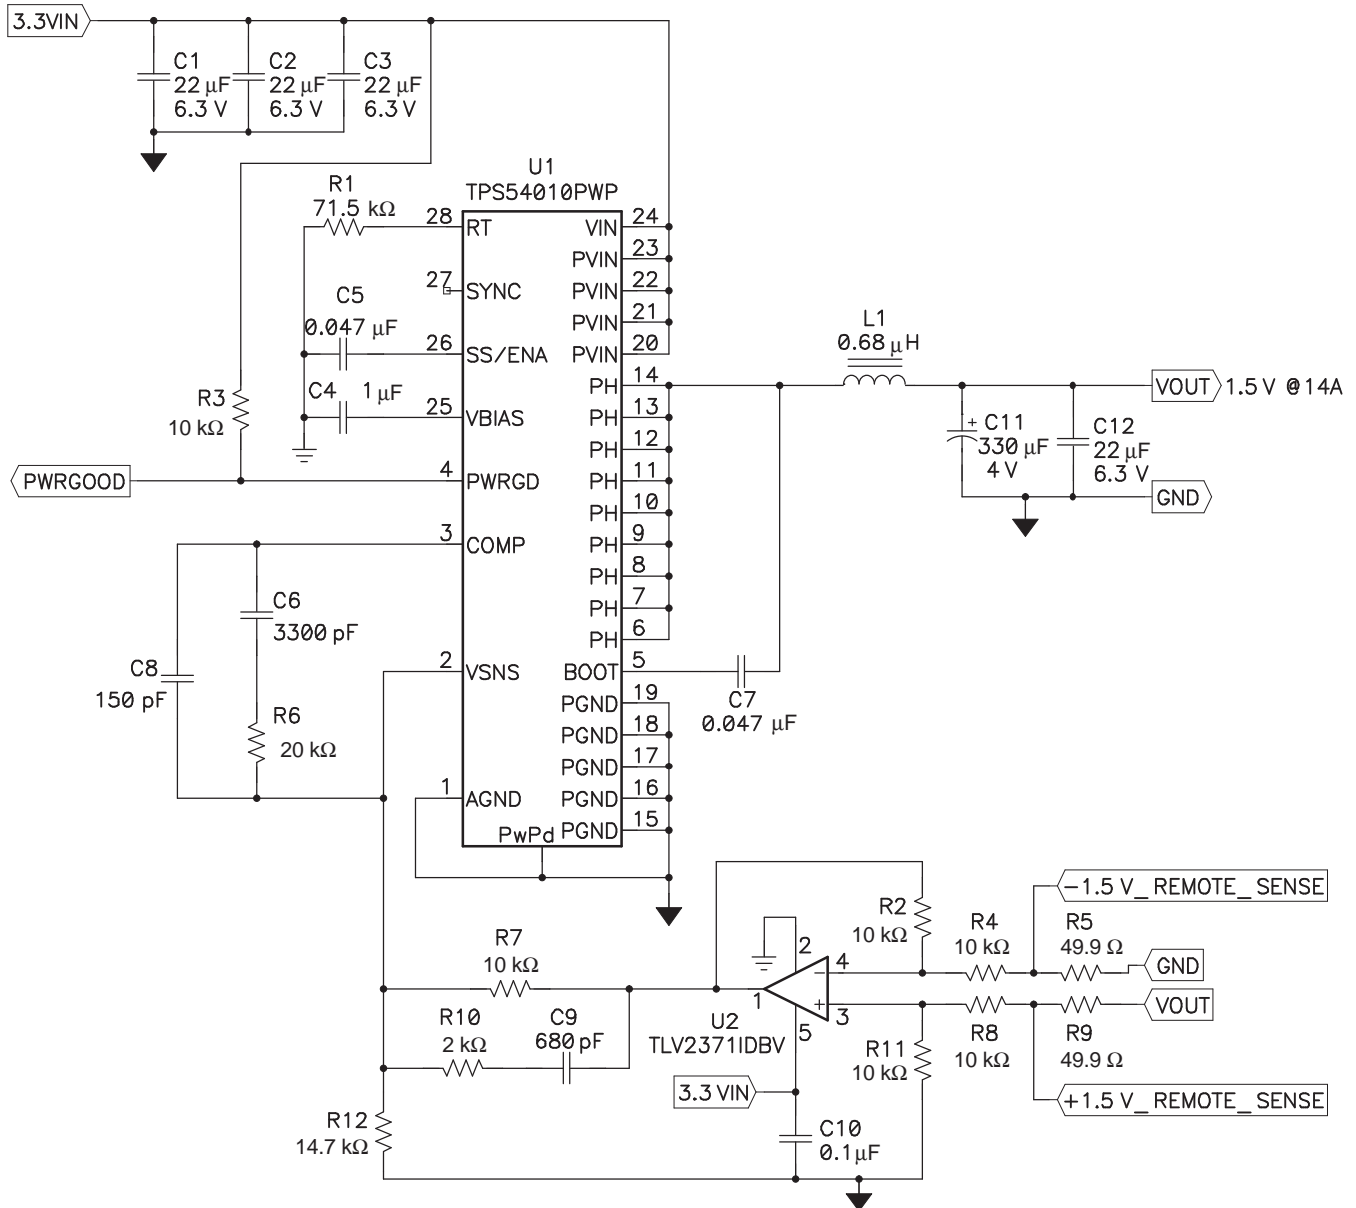 3.3VIN
C1
22 μF
6.3 V
C2
22 μF
6.3 V
C3
22 μF
6.3 V
U1
TPS54010PWP
R1
71.5 kΩ
28
RT
VIN
24
PVIN
23
27
SYNC
PVIN
22
C5
0.047 μF
PVIN
21
26
SS/ENA
PVIN
20
L1
0.68 μH
PH
14
VOUT
1.5 V @14A
C4
1 μF
25
VBIAS
PH
13
R3
10 kΩ
PH
12
C11
+
330 μF
4 V
C12
22 μF
6.3 V
PWRGOOD
4
PWRGD
PH
11
GND
PH
10
3
COMP
PH
9
PH
8
C6
3300 pF
PH
7
PH
6
C8
150 pF
2
VSNS
BOOT
5
C7
0.047 μF
PGND
19
R6
20 kΩ
PGND
18
PGND
17
1
AGND
PGND
16
PwPd
PGND
15
−1.5 V_REMOTE_SENSE
R2
10 kΩ
R4
10 kΩ
R5
49.9 Ω
GND
R7
10 kΩ
2
4
−
1
+
3
5
VOUT
U2
TLV2371IDBV
R8
10 kΩ
R9
49.9 Ω
R10
2 kΩ
C9
680 pF
R11
10 kΩ
3.3 VIN
+1.5 V_REMOTE_SENSE
R12
14.7 kΩ
C10
0.1μF